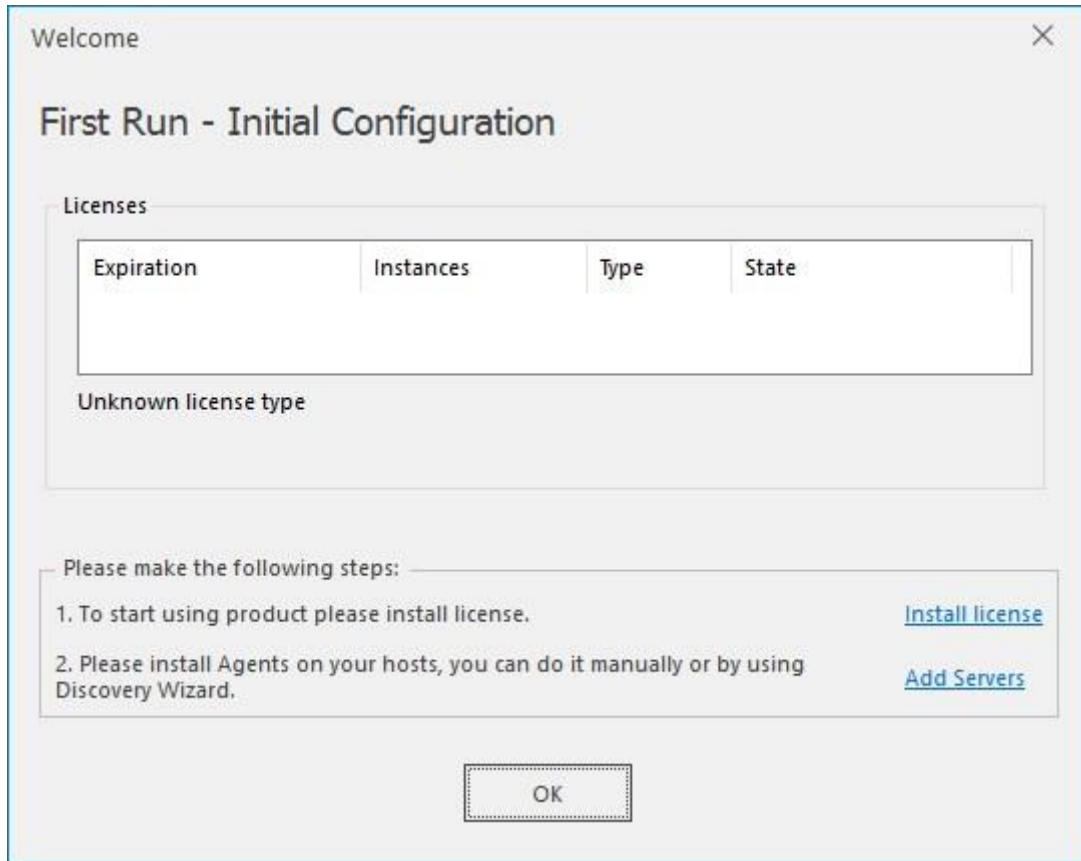 Welcome
First Run - Initial Configuration
Licenses
Expiration Instances Type State
Unknown license type
Please make the following steps:
1. To start using product please install license. Install license
2. Please install Agents on your hosts, you can do it manually or by using
Discovery Wizard. Add Servers
OK